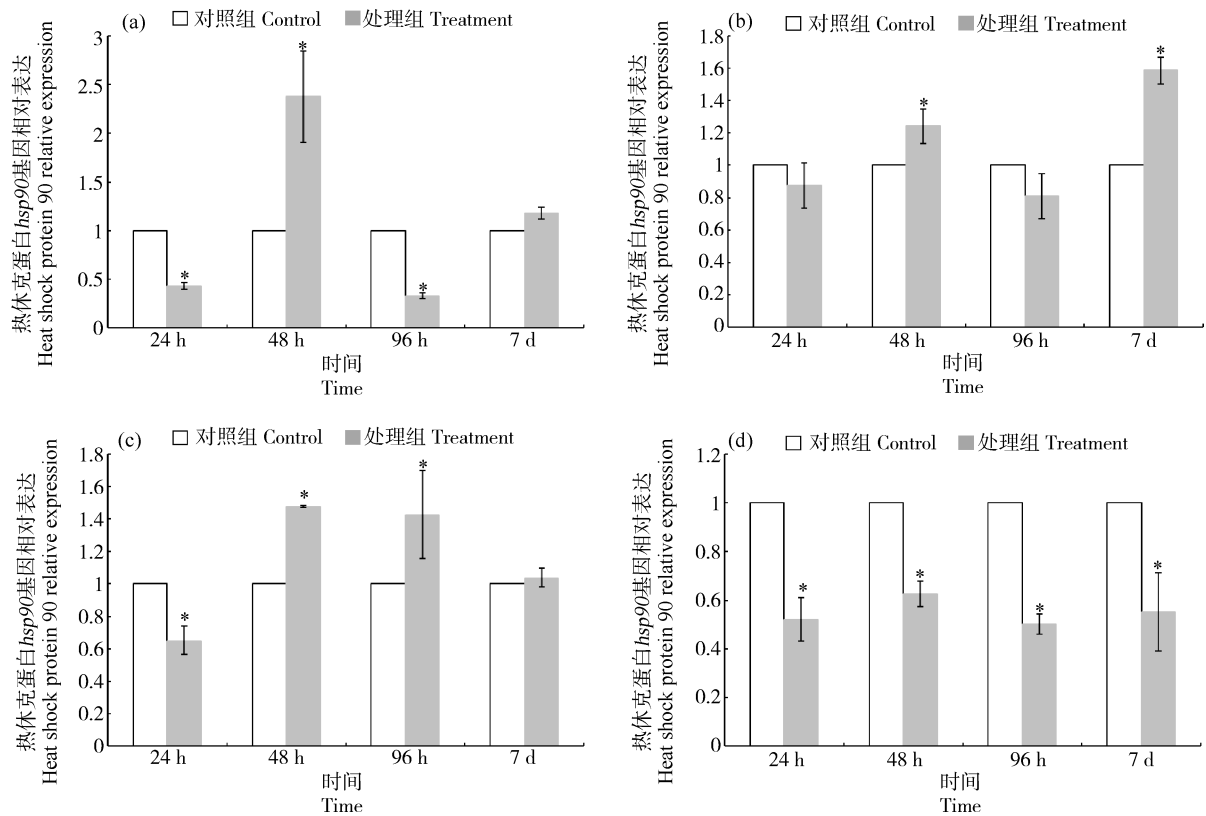 (a) 对照组 Control 处理组 Treatment
热休克蛋白hsp90基因相对表达
Heat shock protein 90 relative expression
3
2.5
2
1.5
1
0.5
0
* * *
24 h 48 h 96 h 7 d
时间
Time
(b) 对照组 Control 处理组 Treatment
热休克蛋白hsp90基因相对表达
Heat shock protein 90 relative expression
1.8
1.6
1.4
1.2
1
0.8
0.6
0.4
0.2
0
* *
24 h 48 h 96 h 7 d
时间
Time
(c) 对照组 Control 处理组 Treatment
热休克蛋白hsp90基因相对表达
Heat shock protein 90 relative expression
1.8
1.6
1.4
1.2
1
0.8
0.6
0.4
0.2
0
* * *
24 h 48 h 96 h 7 d
时间
Time
(d) 对照组 Control 处理组 Treatment
热休克蛋白hsp90基因相对表达
Heat shock protein 90 relative expression
1.2
1
0.8
0.6
0.4
0.2
0
* * * *
24 h 48 h 96 h 7 d
时间
Time